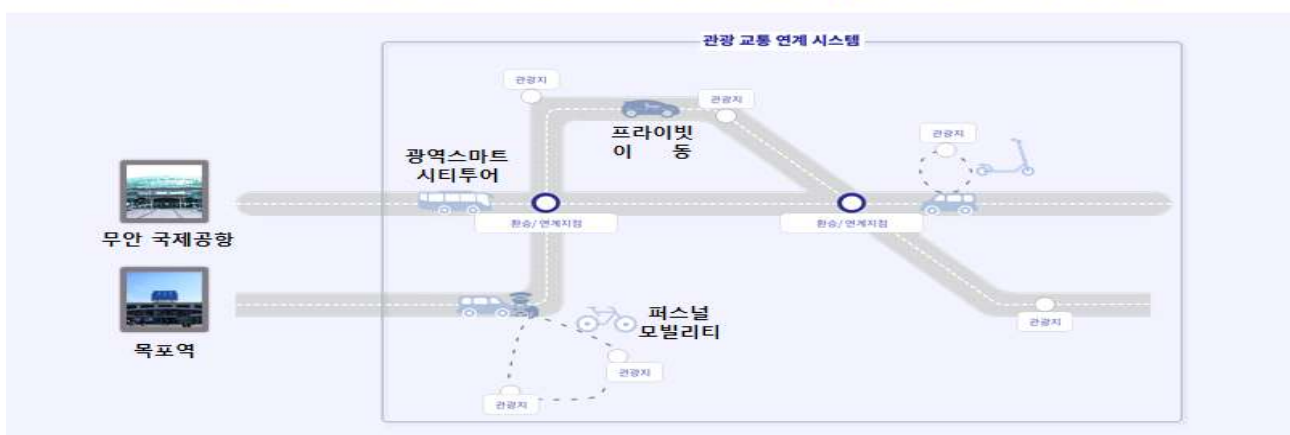 관광 교통 연계 시스템
관광지
관광지
프라이빗
이 동
관광지
광역스마트
시티투어
환승/연계지점
환승/연계지점
무안 국제공항
퍼스널
모빌리티
관광지
목포역
관광지
관광지